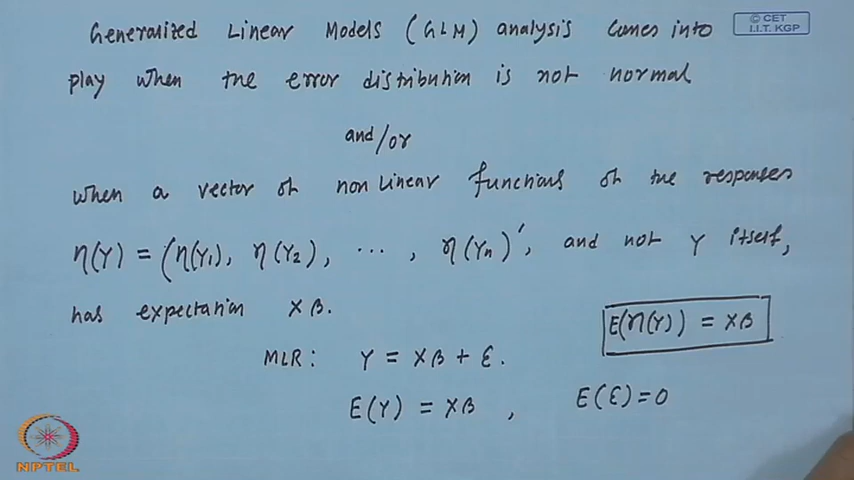 Generalized Linear Models (GLM) analysis comes into
© CET
I.I.T. KGP
play when the error distribution is not normal
and/or
when a vector of nonlinear functions of the responses
η(Y) = (η(Y₁), η(Y₂), ⋯ , η(Yₙ)′, and not Y itself,
has expectation Xβ.
E(η(Y)) = Xβ
MLR: Y = Xβ + ε.
E(Y) = Xβ , E(ε)=0
NPTEL